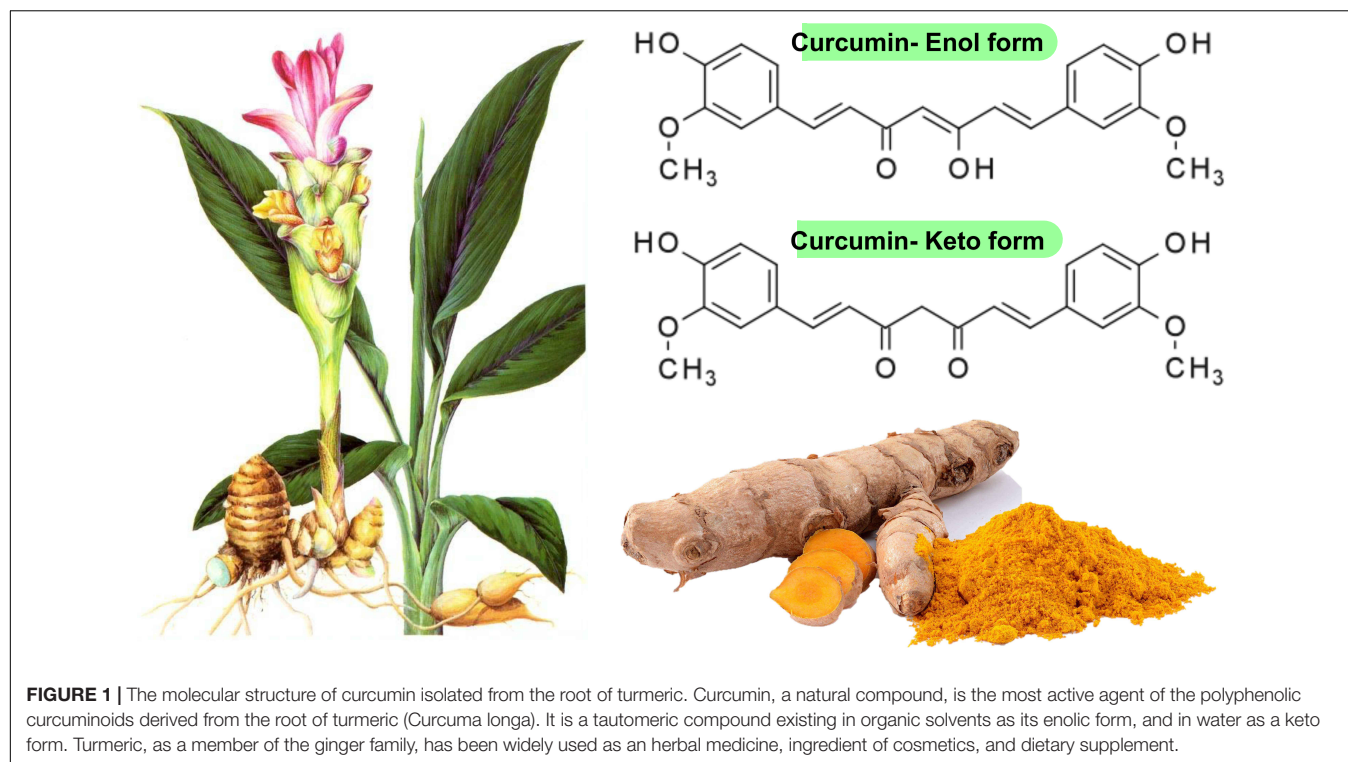 HO
Curcumin- Enol form
OH
O
CH3
O
OH
O
CH3
HO
Curcumin- Keto form
OH
O
CH3
O
O
O
CH3
FIGURE 1 | The molecular structure of curcumin isolated from the root of turmeric. Curcumin, a natural compound, is the most active agent of the polyphenolic
curcuminoids derived from the root of turmeric (Curcuma longa). It is a tautomeric compound existing in organic solvents as its enolic form, and in water as a keto
form. Turmeric, as a member of the ginger family, has been widely used as an herbal medicine, ingredient of cosmetics, and dietary supplement.